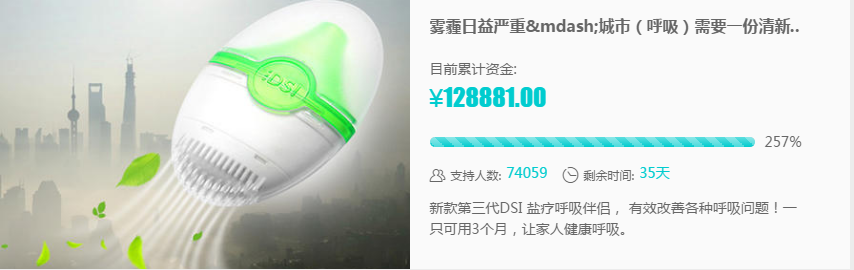 DSI
雾霾日益严重&mdash;城市（呼吸）需要一份清新..
目前累计资金:
¥128881.00
257%
支持人数: 74059 剩余时间: 35天
新款第三代DSI 盐疗呼吸伴侣， 有效改善各种呼吸问题！一
只可用3个月，让家人健康呼吸。